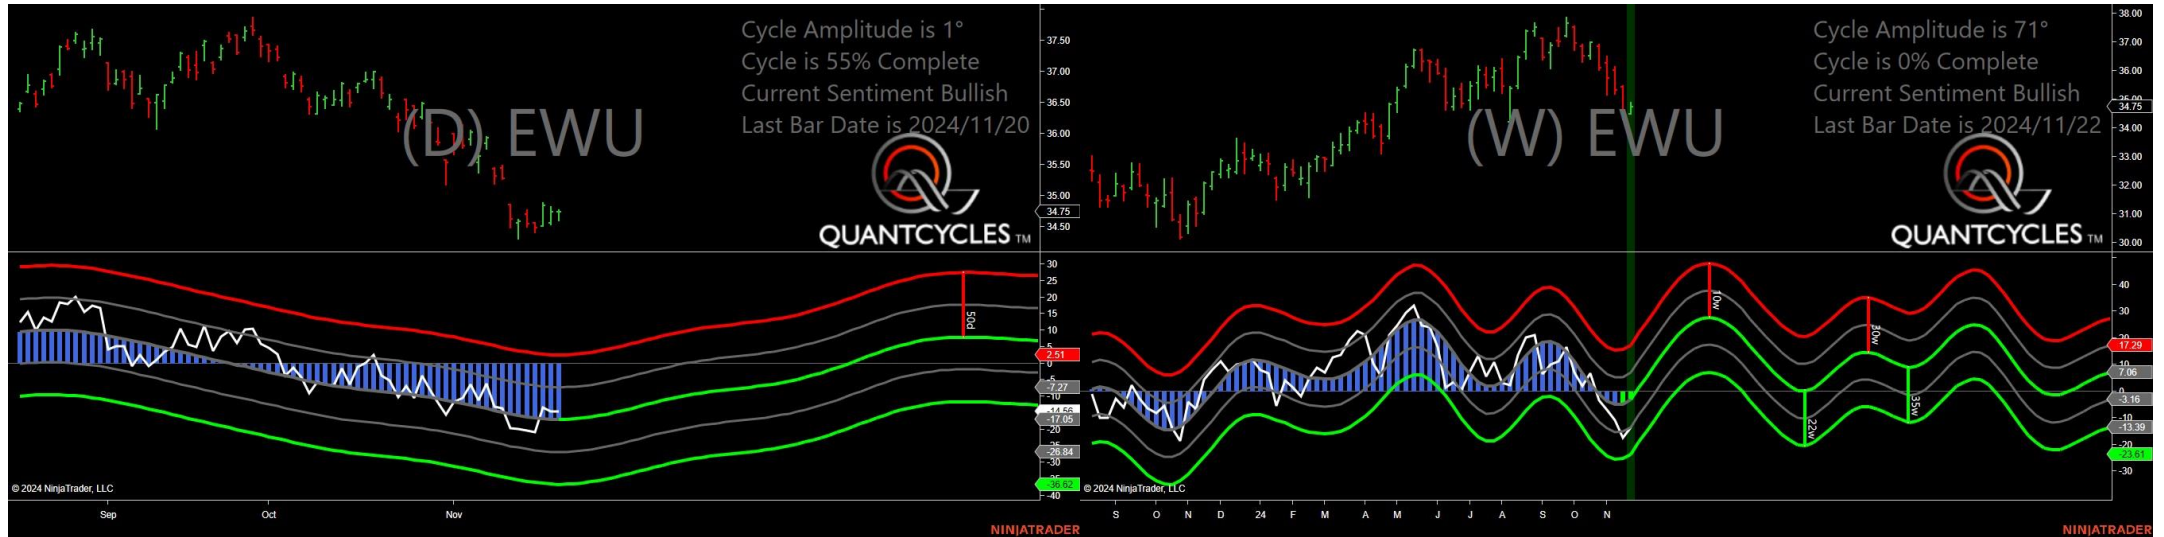 Cycle Amplitude is 1°
Cycle is 55% Complete
Current Sentiment Bullish
Last Bar Date is 2024/11/20
(D) EWU
QUANTCYCLES TM
37.50
37.00
36.50
36.00
35.50
35.00
34.75
34.50
30
25
20
15
10
5
2.51
-5
-7.27
-10
-14.56
-17.05
-20
-26.84
-30
-36.62
-40
50d
© 2024 NinjaTrader, LLC
Sep Oct Nov
NINJATRADER
Cycle Amplitude is 71°
Cycle is 0% Complete
Current Sentiment Bullish
Last Bar Date is 2024/11/22
(W) EWU
QUANTCYCLES TM
38.00
37.00
36.00
35.00
34.75
34.00
33.00
32.00
31.00
30.00
40
30
17.29
10
7.06
0
-3.16
-10
-13.39
-20
-23.61
-30
10w
30w
22w
35w
© 2024 NinjaTrader, LLC
S O N D 24 F M A M J J A S O N
NINJATRADER